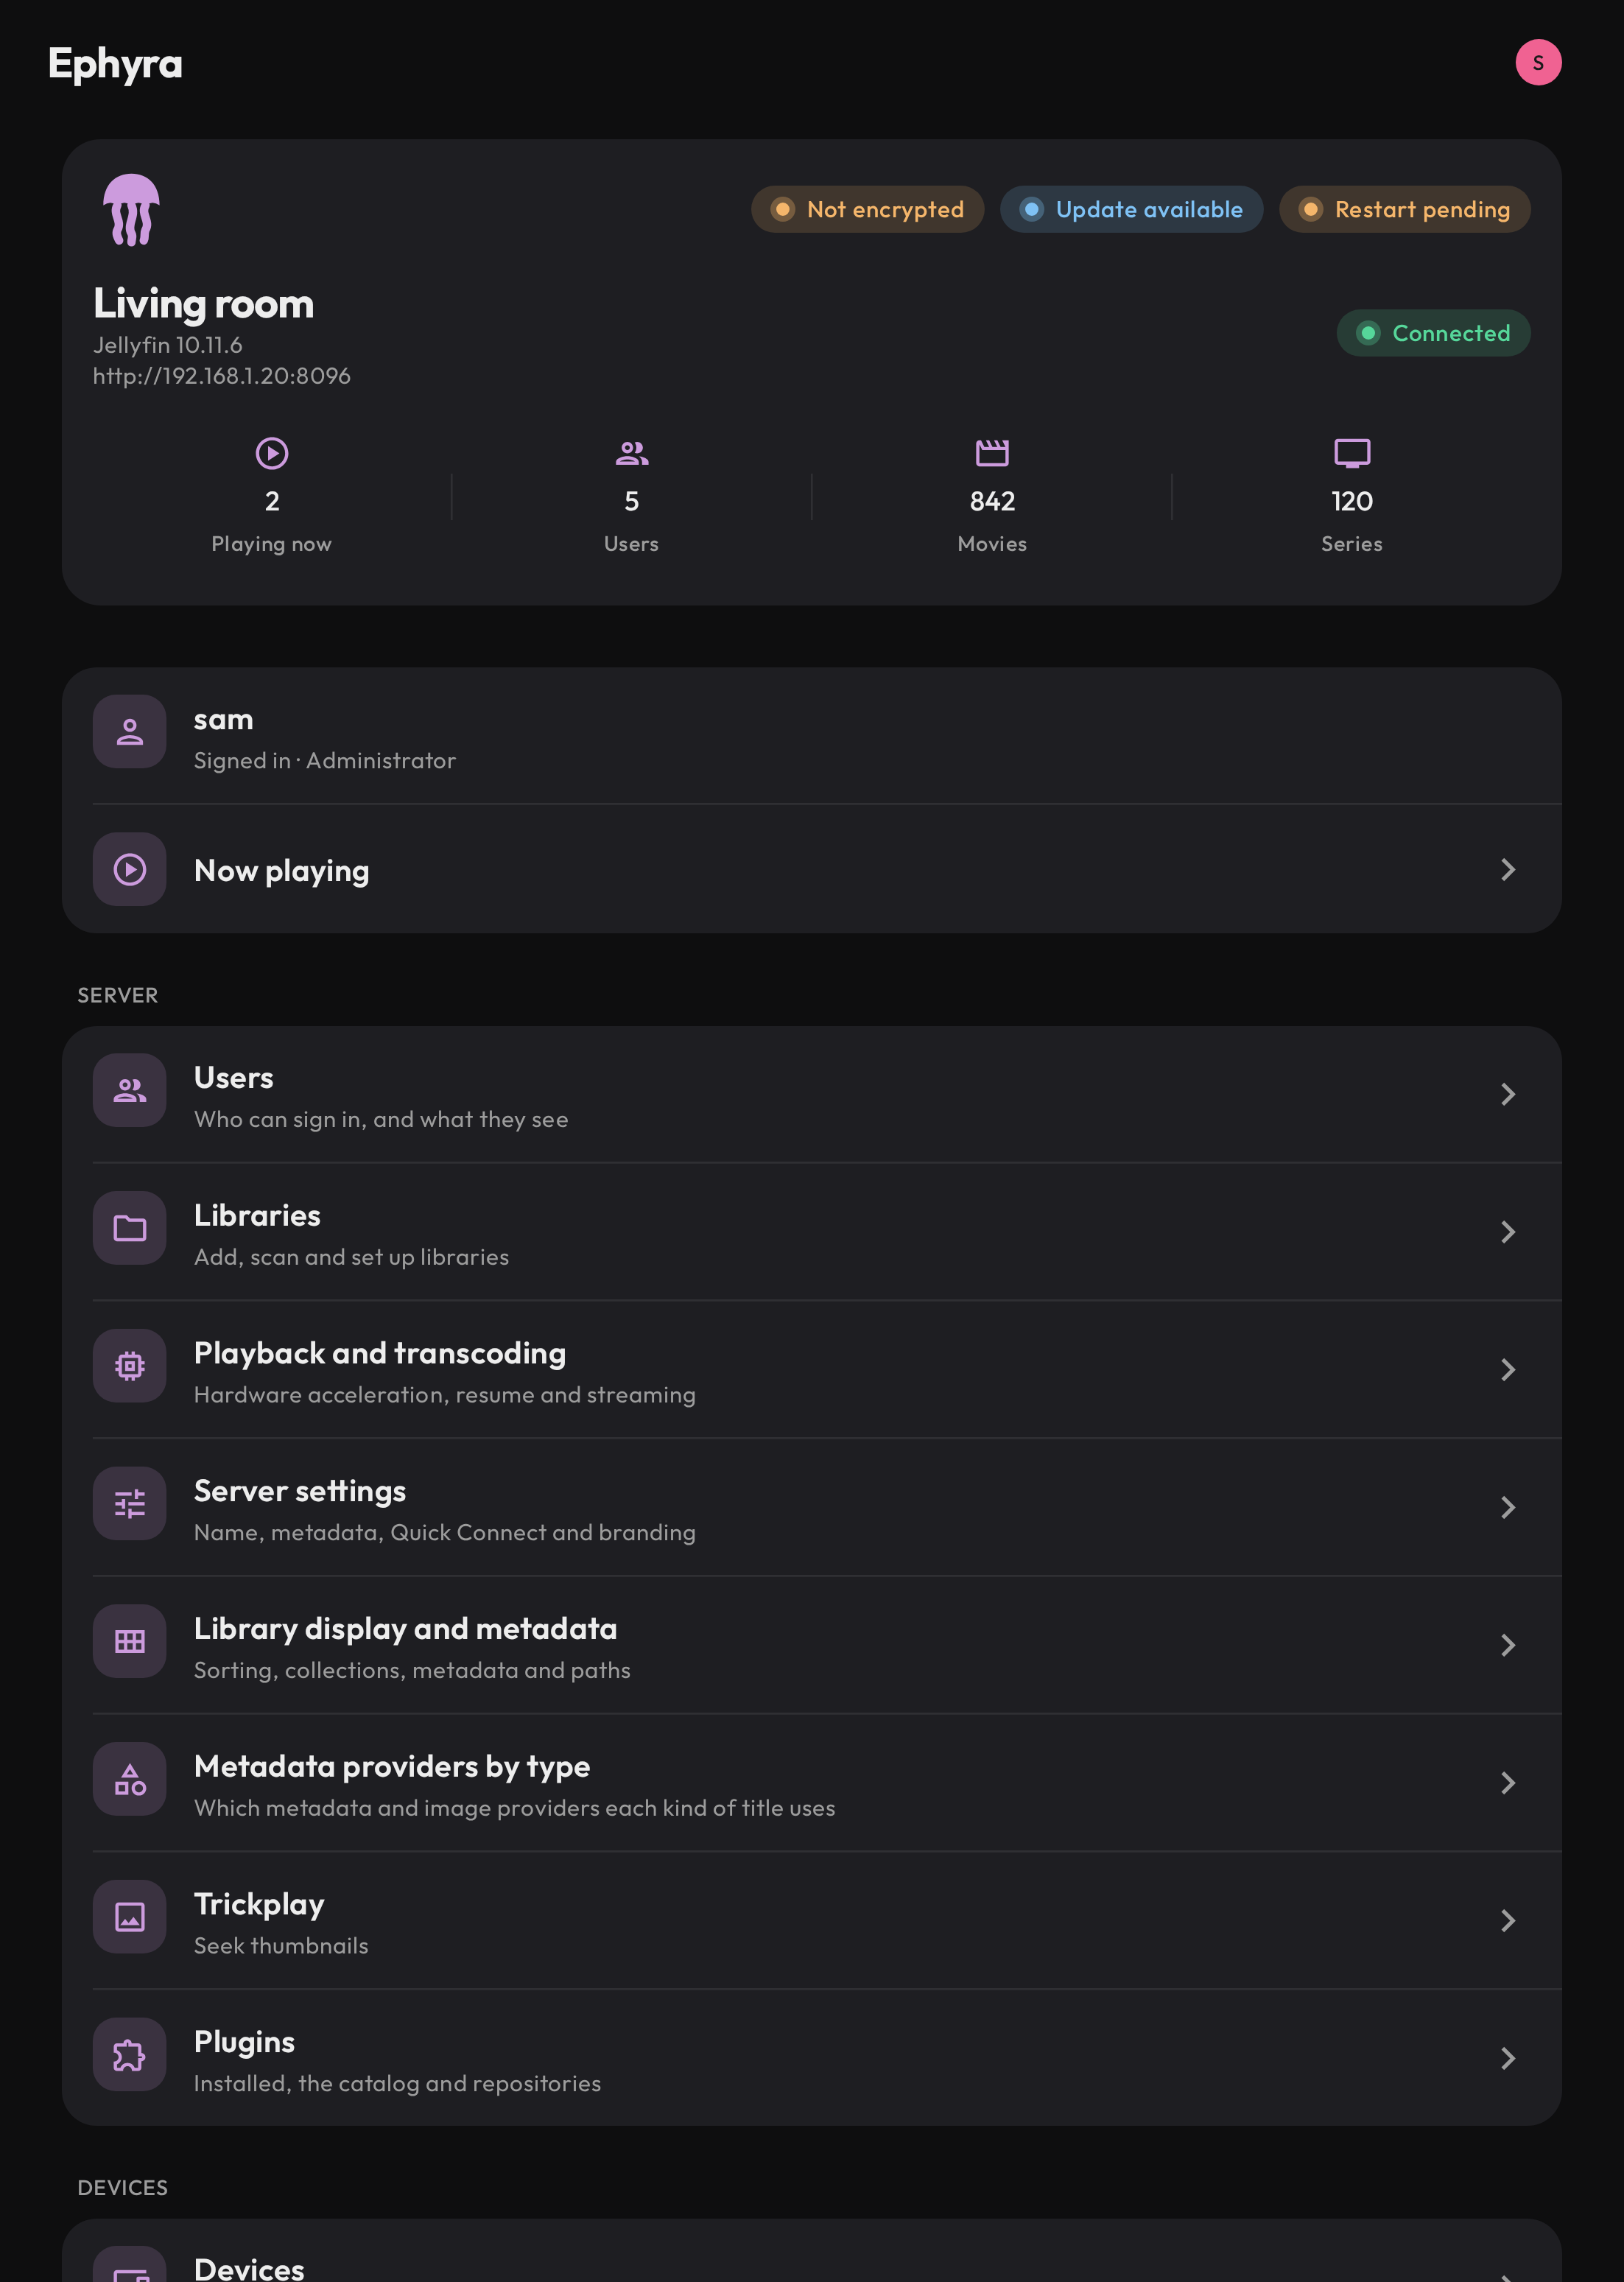 Ephyra
S
Not encrypted
Update available
Restart pending
Living room
Jellyfin 10.11.6
http://192.168.1.20:8096
Connected
2
Playing now
5
Users
842
Movies
120
Series
sam
Signed in · Administrator
Now playing
SERVER
Users
Who can sign in, and what they see
Libraries
Add, scan and set up libraries
Playback and transcoding
Hardware acceleration, resume and streaming
Server settings
Name, metadata, Quick Connect and branding
Library display and metadata
Sorting, collections, metadata and paths
Metadata providers by type
Which metadata and image providers each kind of title uses
Trickplay
Seek thumbnails
Plugins
Installed, the catalog and repositories
DEVICES
Devices